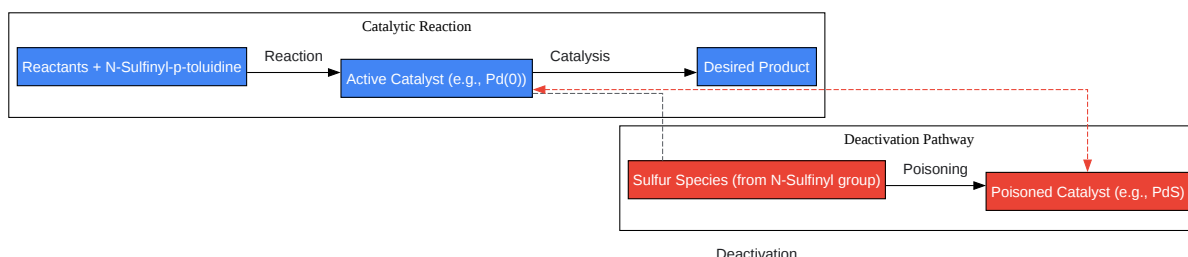 Catalytic Reaction
Reactants + N-Sulfinyl-p-toluidine
Reaction
Active Catalyst (e.g., Pd(0))
Catalysis
Desired Product
Deactivation Pathway
Sulfur Species (from N-Sulfinyl group)
Poisoning
Poisoned Catalyst (e.g., PdS)
Deactivation